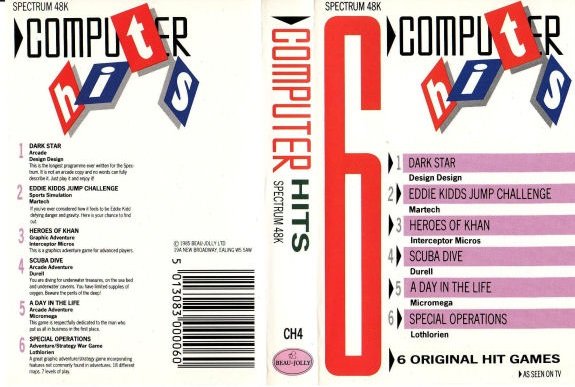 SPECTRUM 48K
COMPUTER
hits
1 DARK STAR
Arcade
Design Design
This is the longest programme ever written for the Spec-
trum. It is not an arcade copy and no words can fully
describe it. Just play it and enjoy it!
2 EDDIE KIDDS JUMP CHALLENGE
Sports Simulation
Martech
If you've ever considered how it feels to be Eddie Kidd
defying danger and gravity. Here is your chance to find
out.
3 HEROES OF KHAN
Graphic Adventure
Interceptor Micros
This is a graphics adventure game for advanced players.
4 SCUBA DIVE
Arcade Adventure
Durell
You are diving for underwater treasures, on the sea bed
and underwater caverns. You have limited supplies of
oxygen. Beware the perils of the deep!
5 A DAY IN THE LIFE
Arcade Adventure
Micromega
This game is respectfully dedicated to the man who
put us all in business in the first place.
6 SPECIAL OPERATIONS
Adventure/Strategy War Game
Lothlorien
A great graphic adventure/strategy game incorporating
features not commonly found in adventures. 18 different
maps, 7 levels of play.
© 1985 BEAU-JOLLY LTD
19A NEW BROADWAY, EALING W5 5AW
5 013083 000060
COMPUTER HITS
SPECTRUM 48K
CH4
BEAU-JOLLY
SPECTRUM 48K
6 COMPUTER
hits
1 DARK STAR
Design Design
2 EDDIE KIDDS JUMP CHALLENGE
Martech
3 HEROES OF KHAN
Interceptor Micros
4 SCUBA DIVE
Durell
5 A DAY IN THE LIFE
Micromega
6 SPECIAL OPERATIONS
Lothlorien
6 ORIGINAL HIT GAMES
AS SEEN ON TV